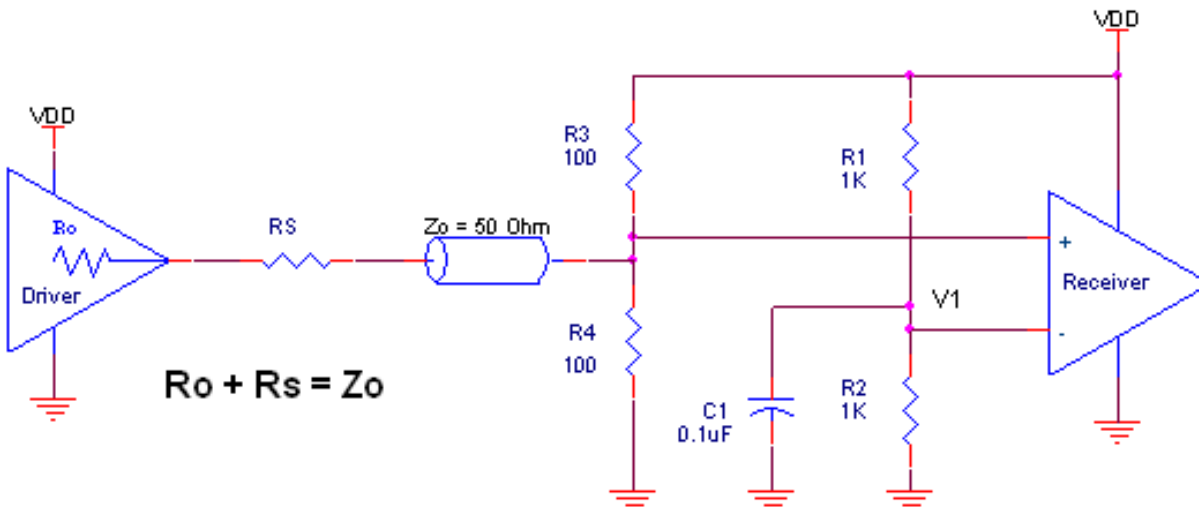 VDD
VDD
R3
100
R1
1K
Ro
RS
Zo = 50 Ohm
+
Driver
Receiver
V1
-
R4
100
Ro + Rs = Zo
C1
0.1uF
R2
1K